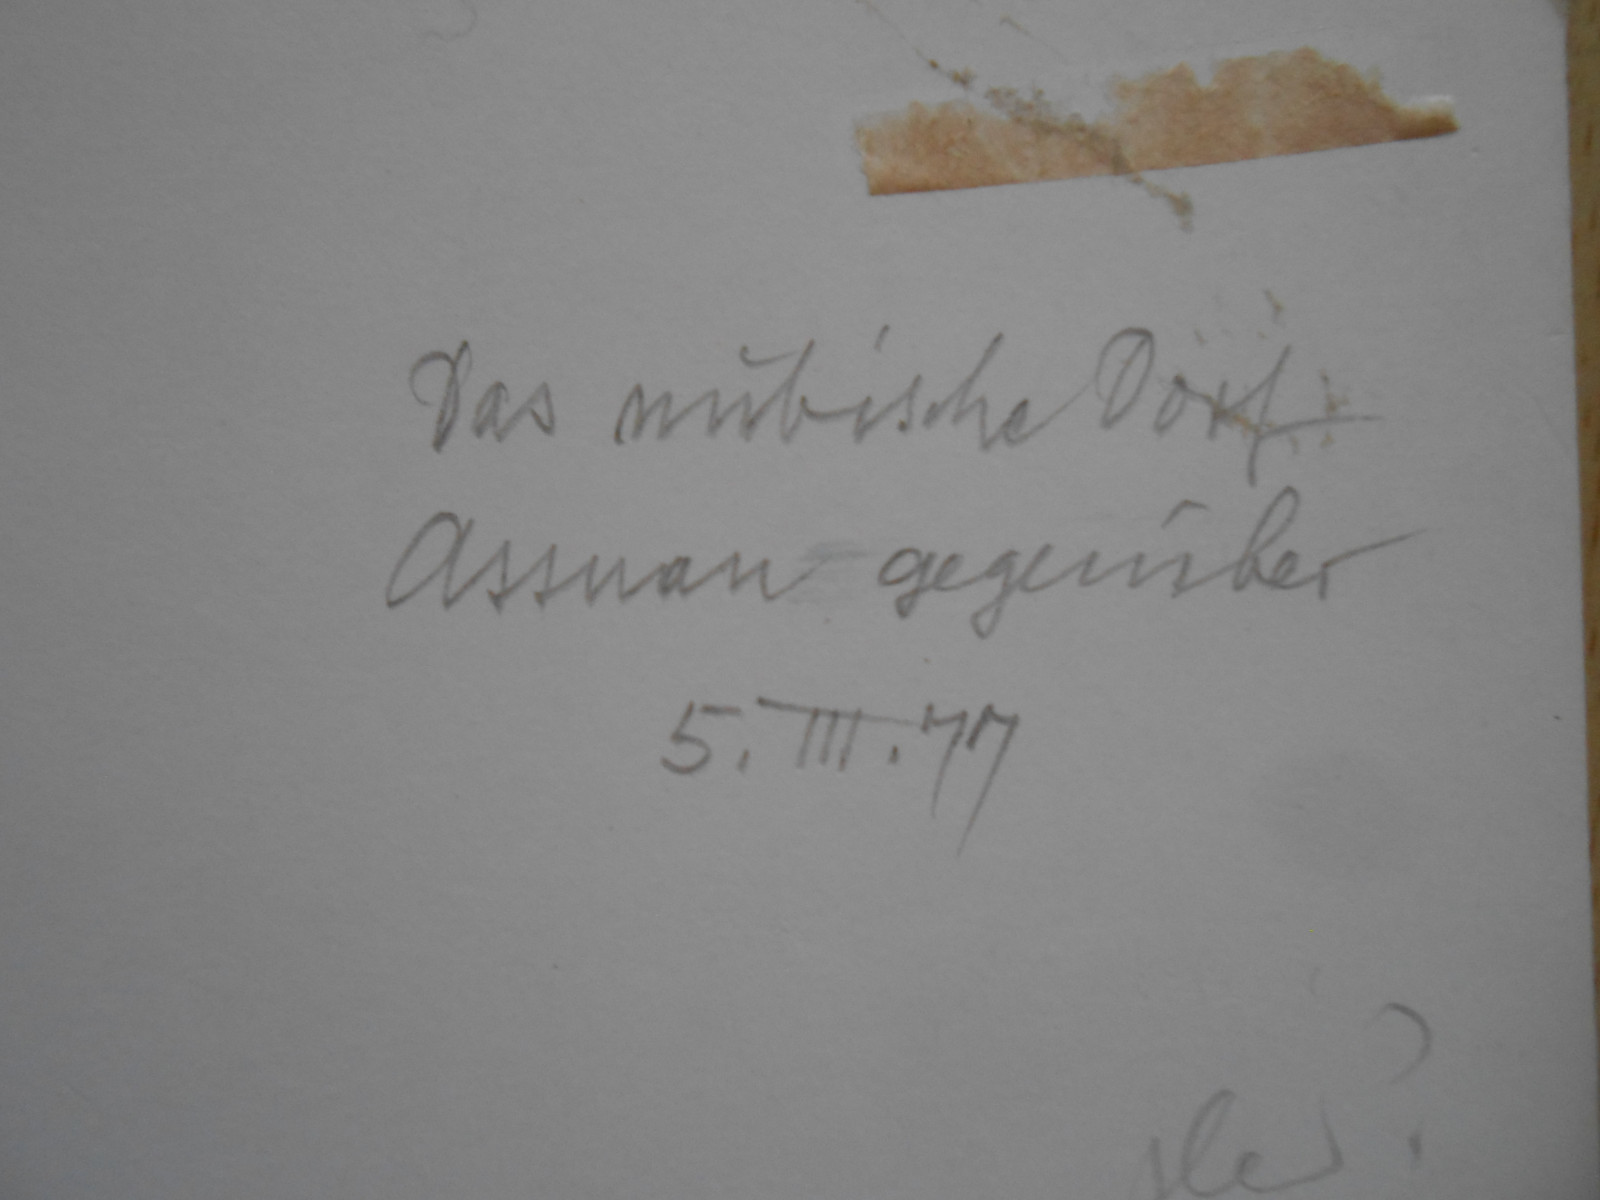 Das nubische Dorf
Assuan gegenüber
5. III. 77